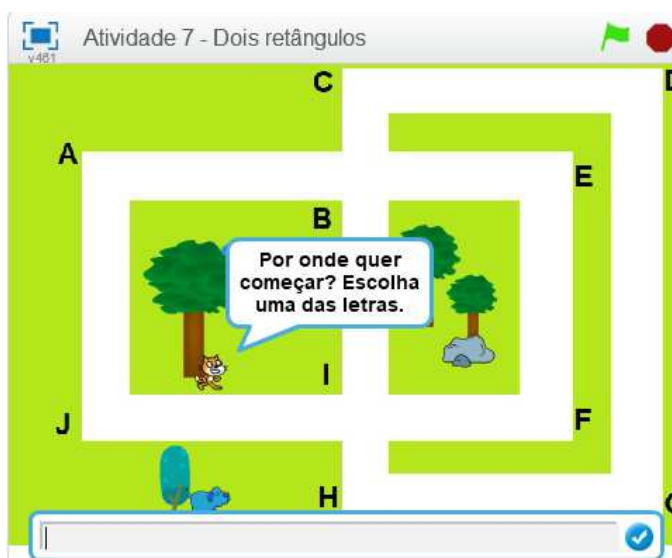 Atividade 7 - Dois retângulos
v461
C
D
A
E
B
Por onde quer
começar? Escolha
uma das letras.
I
J
F
H
G